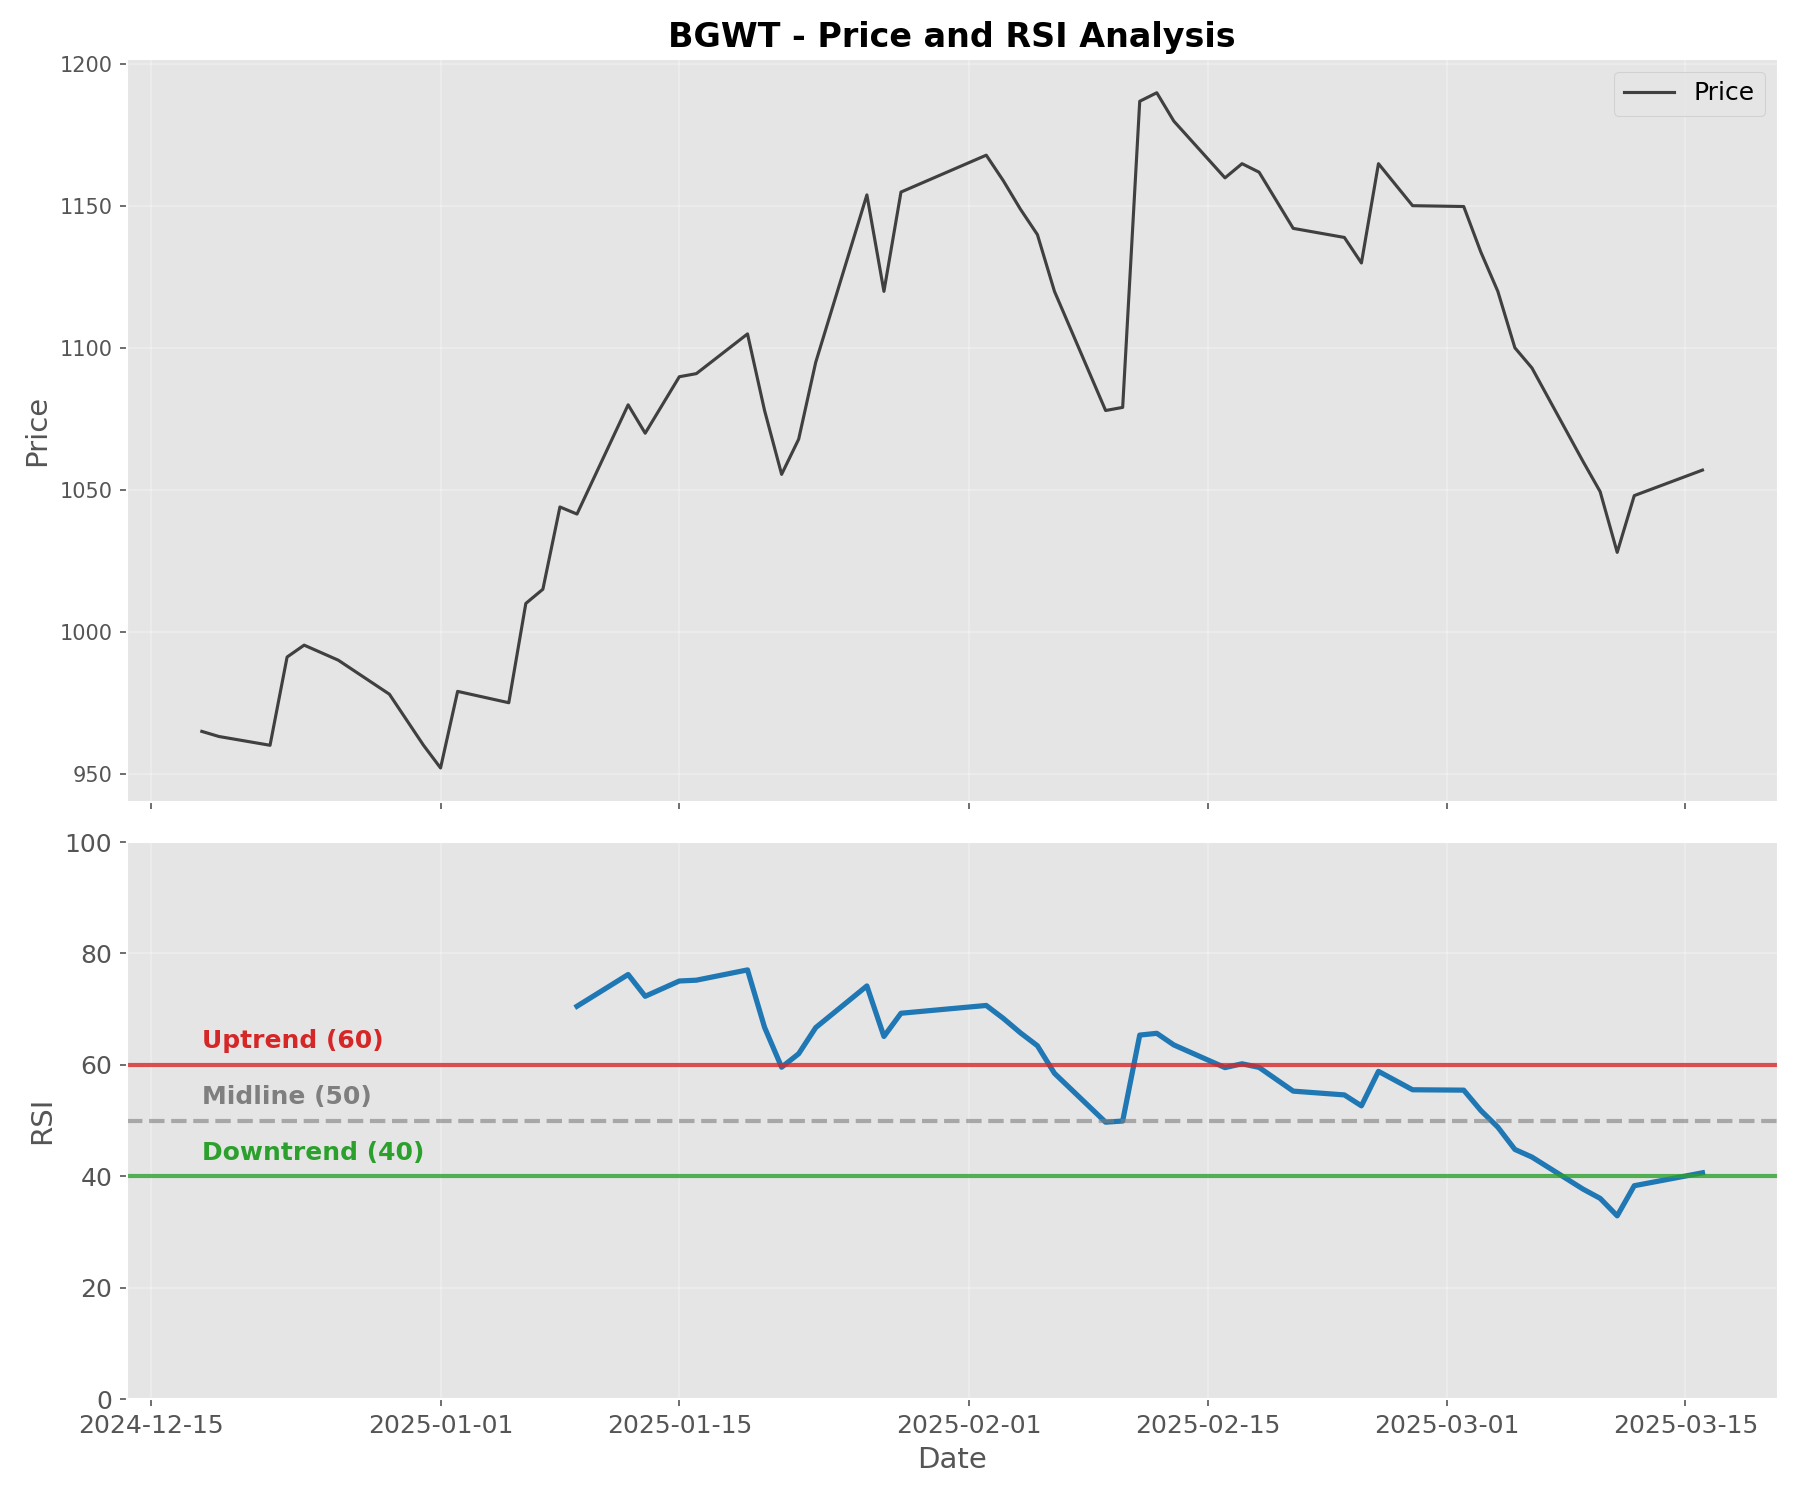 BGWT - Price and RSI Analysis
Price
1200
1150
1100
1050
1000
950
Price
100
80
60
40
20
0
RSI
Uptrend (60)
Midline (50)
Downtrend (40)
2024-12-15
2025-01-01
2025-01-15
2025-02-01
2025-02-15
2025-03-01
2025-03-15
Date